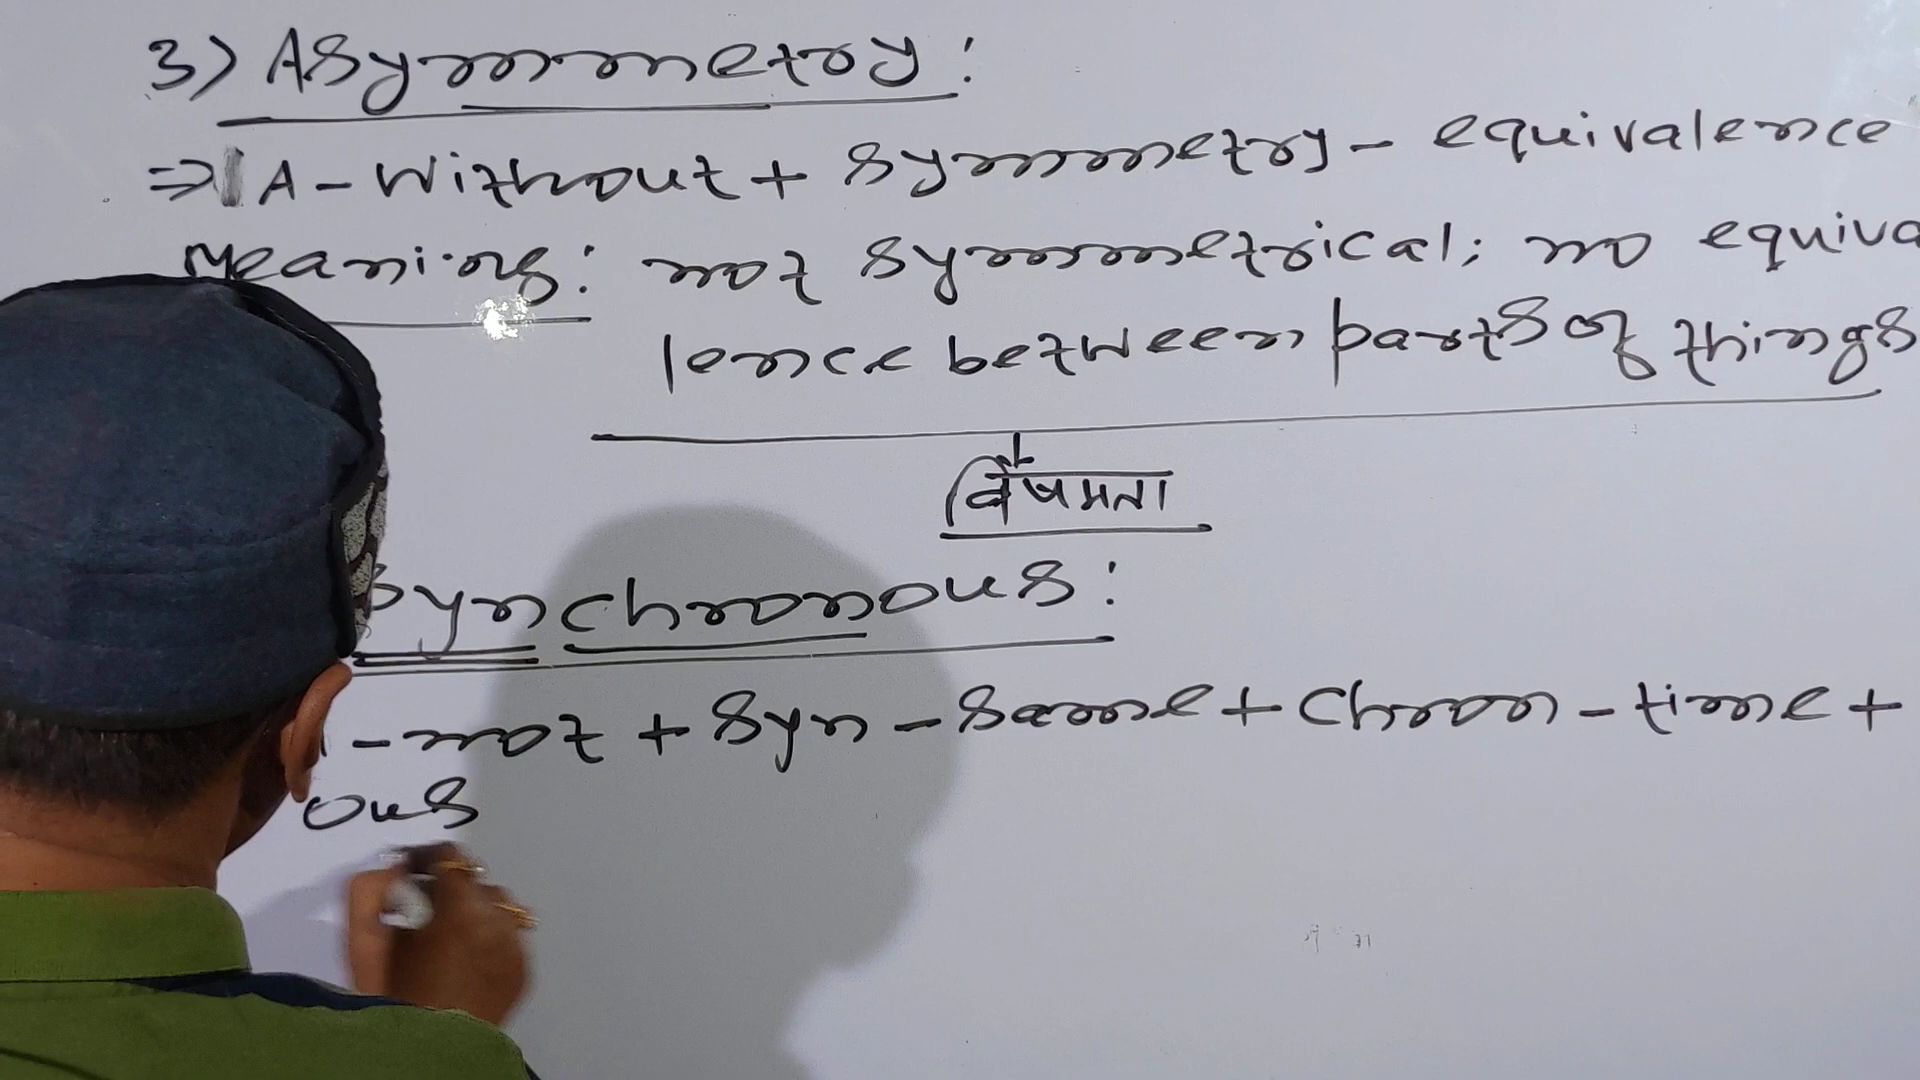 3) Asymmetry:
⇒ A - Without + symmetry - equivalence
Meaning: not symmetrical; no equiva
lence between parts of things
विषमता
synchronous:
- not + syn - same + chron - time +
ous